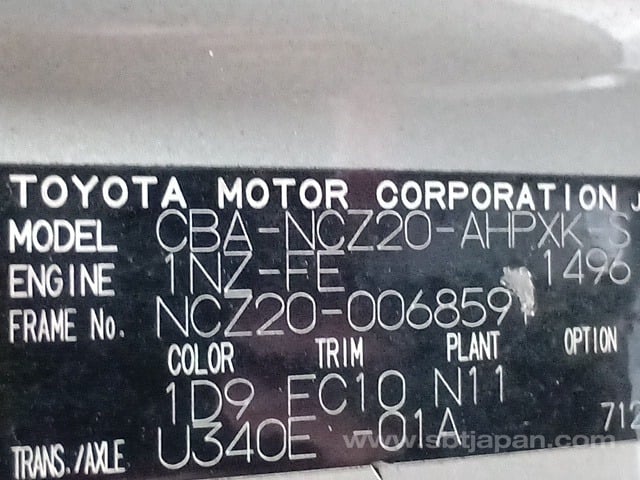 TOYOTA MOTOR CORPORATION J
MODEL CBA-NCZ20-AHPXK-S
ENGINE 1NZ-FE 1496
FRAME No. NCZ20-0068591
COLOR TRIM PLANT OPTION
1D9 FC10 N11
TRANS./AXLE U340E -01A 712
www.sbtjapan.com